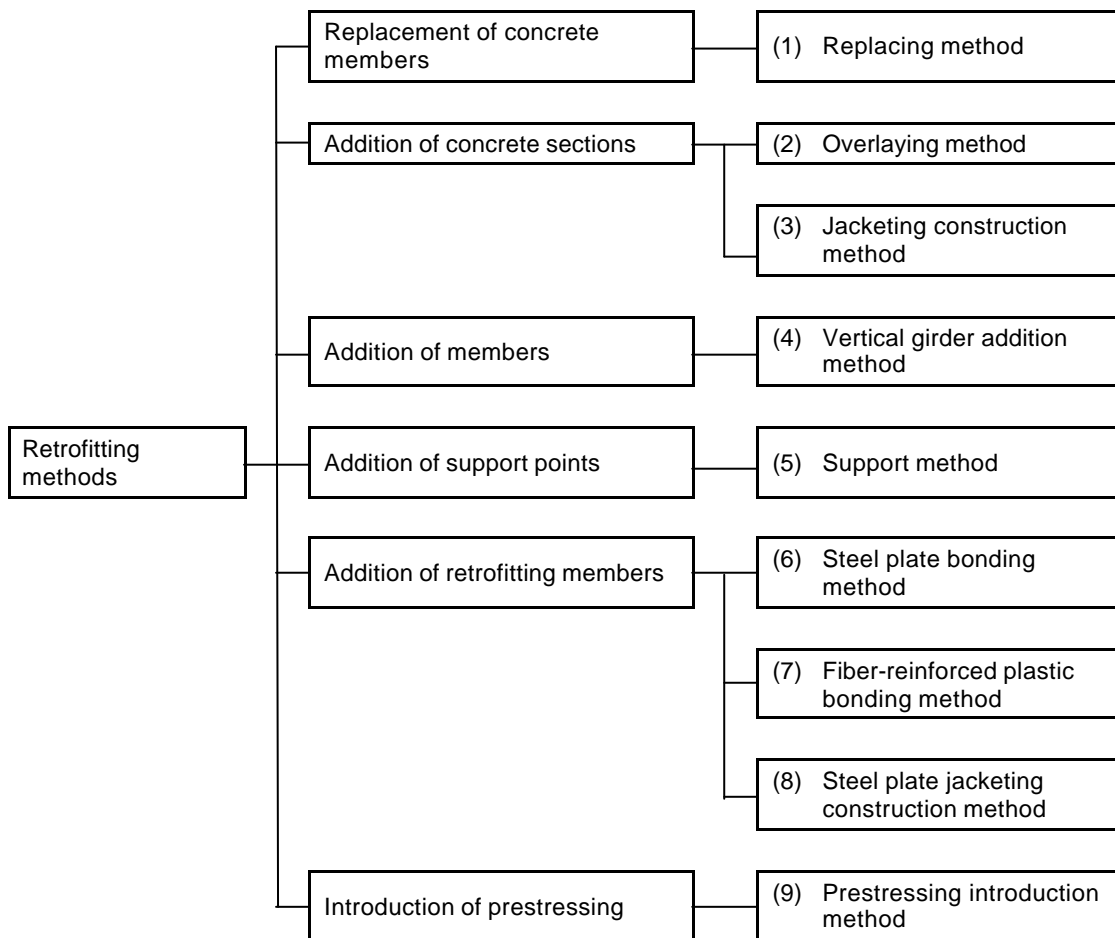 Retrofitting
methods
Replacement of concrete
members
(1) Replacing method
Addition of concrete sections
(2) Overlaying method
(3) Jacketing construction
method
Addition of members
(4) Vertical girder addition
method
Addition of support points
(5) Support method
Addition of retrofitting members
(6) Steel plate bonding
method
(7) Fiber-reinforced plastic
bonding method
(8) Steel plate jacketing
construction method
Introduction of prestressing
(9) Prestressing introduction
method